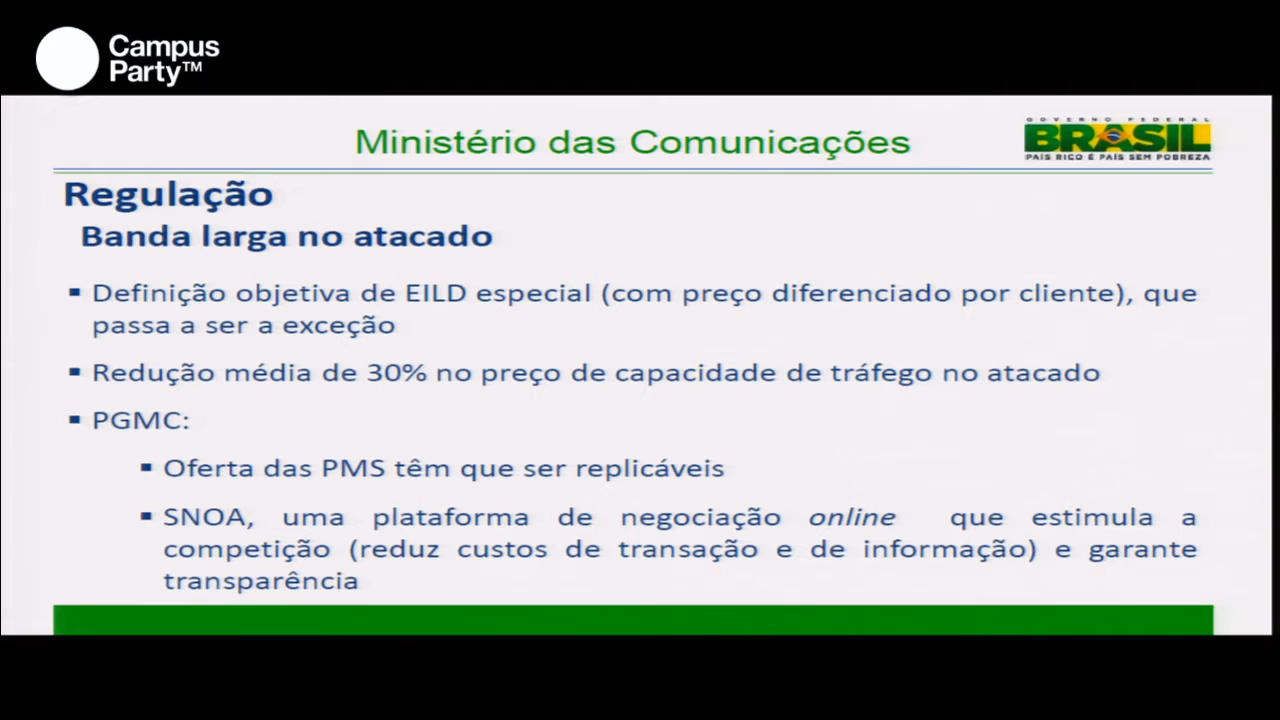 Campus
Party™
Ministério das Comunicações
GOVERNO FEDERAL
BRASIL
PAÍS RICO É PAÍS SEM POBREZA
Regulação
Banda larga no atacado
▪ Definição objetiva de EILD especial (com preço diferenciado por cliente), que
passa a ser a exceção
▪ Redução média de 30% no preço de capacidade de tráfego no atacado
▪ PGMC:
▪ Oferta das PMS têm que ser replicáveis
▪ SNOA, uma plataforma de negociação online que estimula a
competição (reduz custos de transação e de informação) e garante
transparência